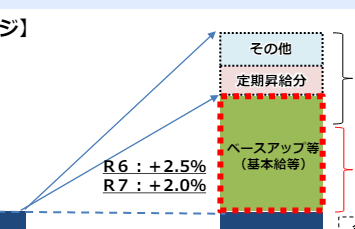 ジ】
その他
定期昇給分
ベースアップ等
（基本給等）
R6：+2.5%
R7：+2.0%